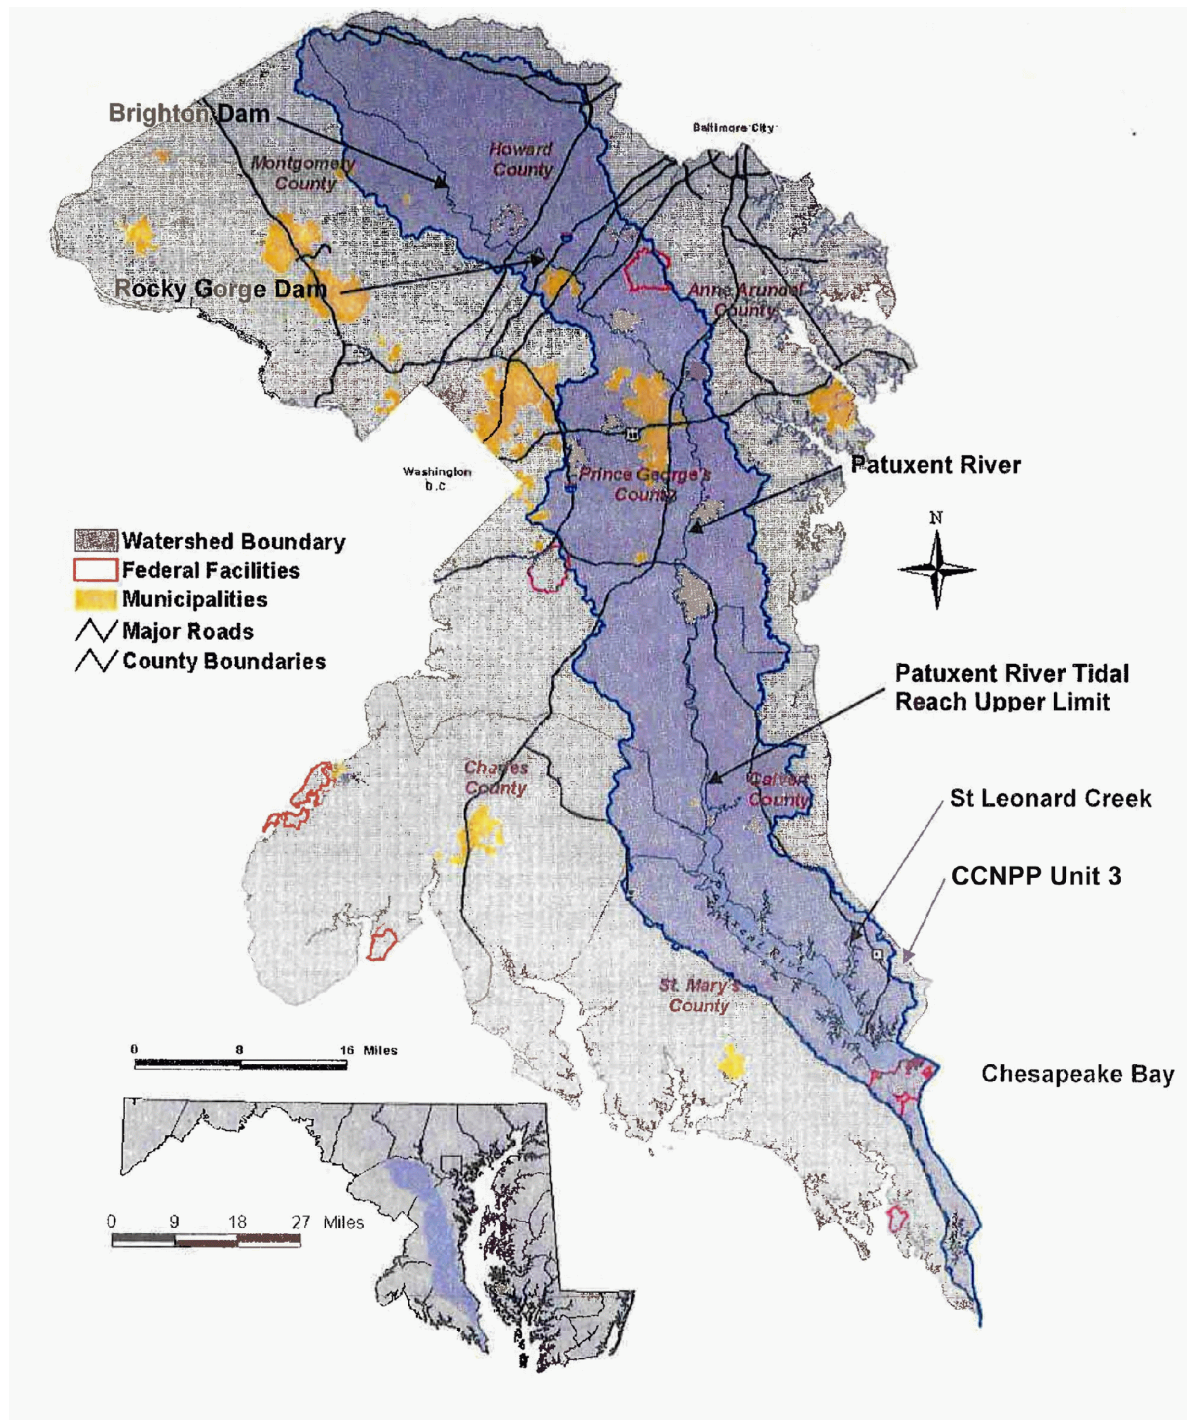 Baltimore City
Brighton Dam
Howard
County
Montgomery
County
Rocky Gorge Dam
Anne Arundel
County
Patuxent River
Washington
D.C
Prince George's
County
N
Watershed Boundary
Federal Facilities
Municipalities
Major Roads
County Boundaries
Patuxent River Tidal
Reach Upper Limit
Charles
County
Calvert
County
St Leonard Creek
CCNPP Unit 3
River
St. Mary's
County
0 8 16 Miles
Chesapeake Bay
0 9 18 27 Miles